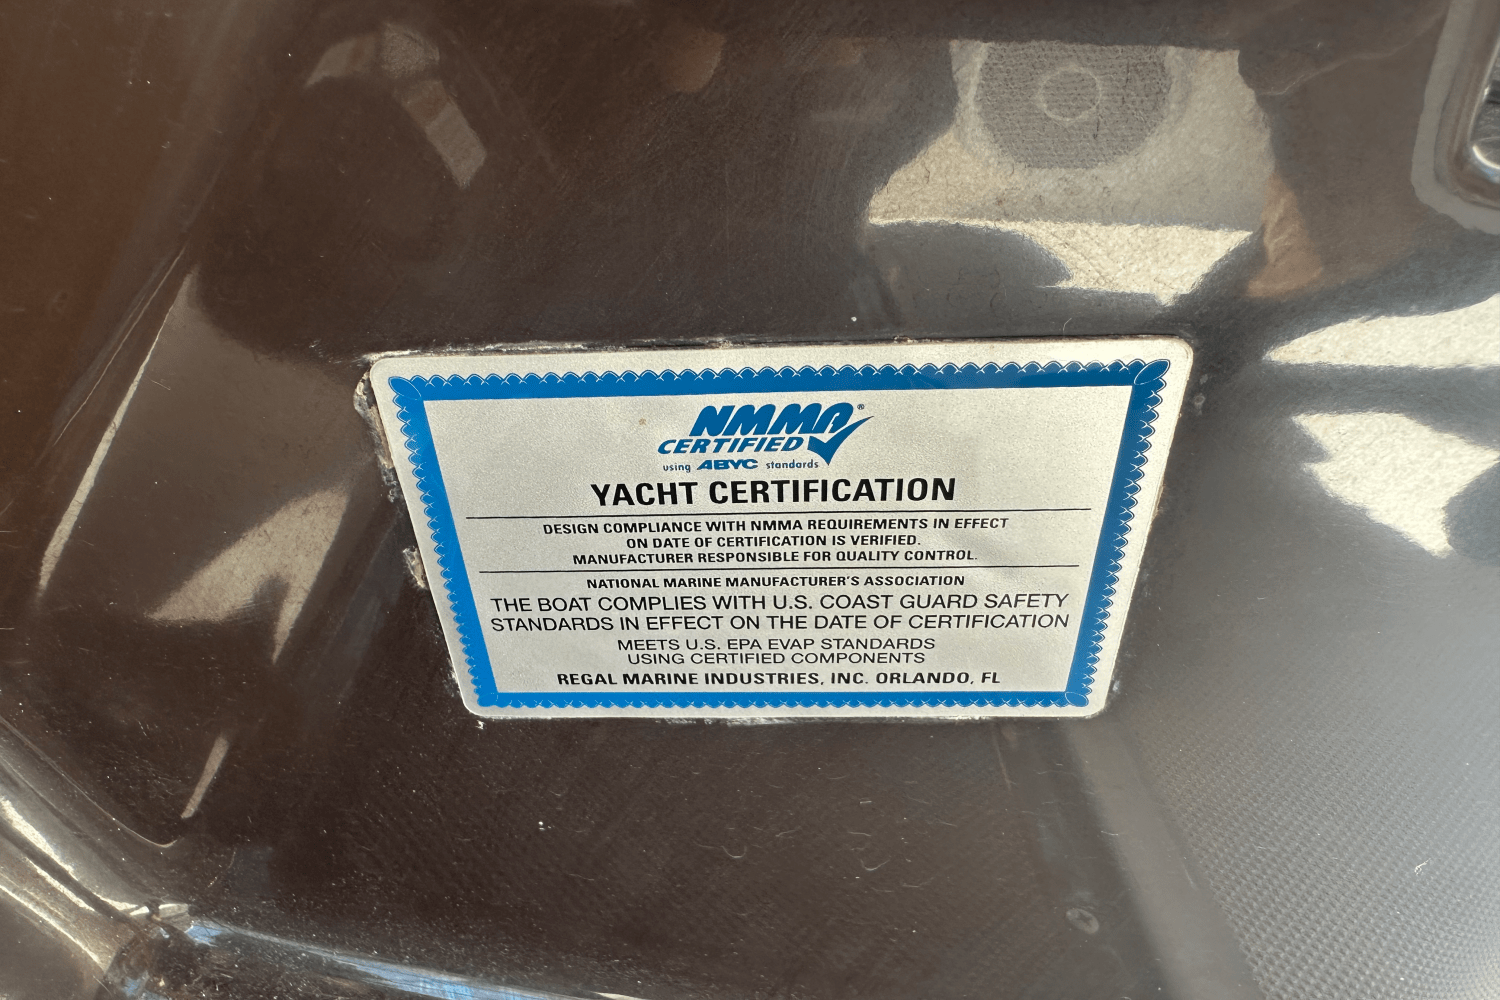 NMMA®
CERTIFIED
using ABYC standards
YACHT CERTIFICATION
DESIGN COMPLIANCE WITH NMMA REQUIREMENTS IN EFFECT
ON DATE OF CERTIFICATION IS VERIFIED.
MANUFACTURER RESPONSIBLE FOR QUALITY CONTROL.
NATIONAL MARINE MANUFACTURER'S ASSOCIATION
THE BOAT COMPLIES WITH U.S. COAST GUARD SAFETY
STANDARDS IN EFFECT ON THE DATE OF CERTIFICATION
MEETS U.S. EPA EVAP STANDARDS
USING CERTIFIED COMPONENTS
REGAL MARINE INDUSTRIES, INC. ORLANDO, FL